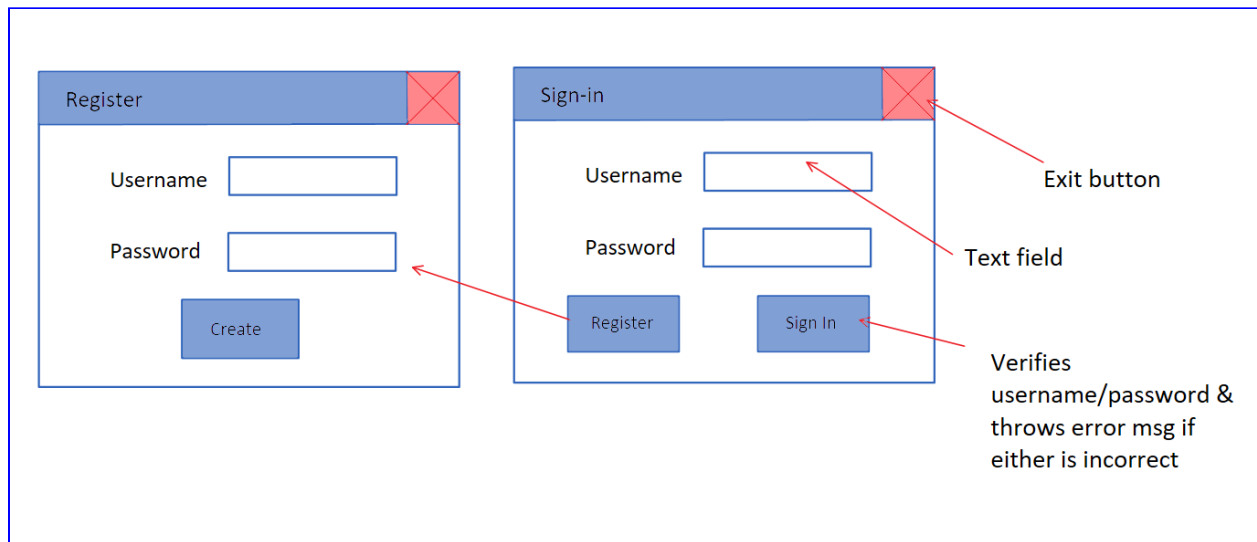 Register
Username
Password
Create
Sign-in
Username
Password
Register
Sign In
Exit button
Text field
Verifies
username/password &
throws error msg if
either is incorrect